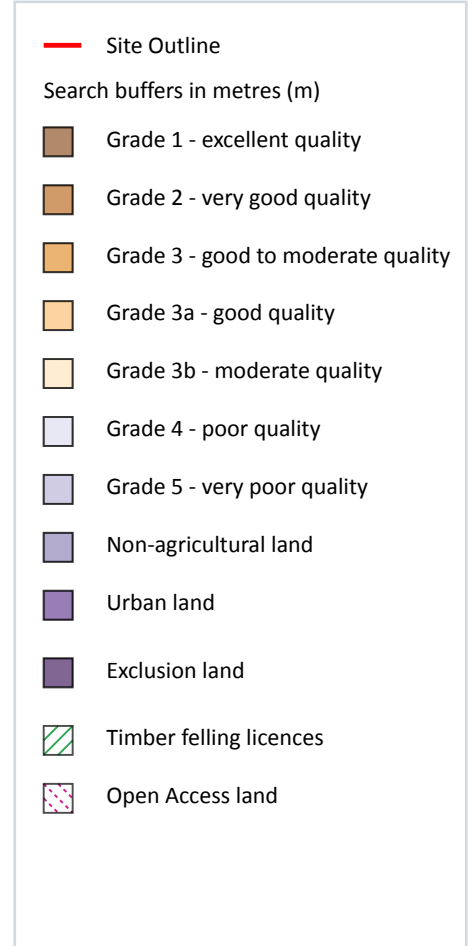 Site Outline
Search buffers in metres (m)
Grade 1 - excellent quality
Grade 2 - very good quality
Grade 3 - good to moderate quality
Grade 3a - good quality
Grade 3b - moderate quality
Grade 4 - poor quality
Grade 5 - very poor quality
Non-agricultural land
Urban land
Exclusion land
Timber felling licences
Open Access land